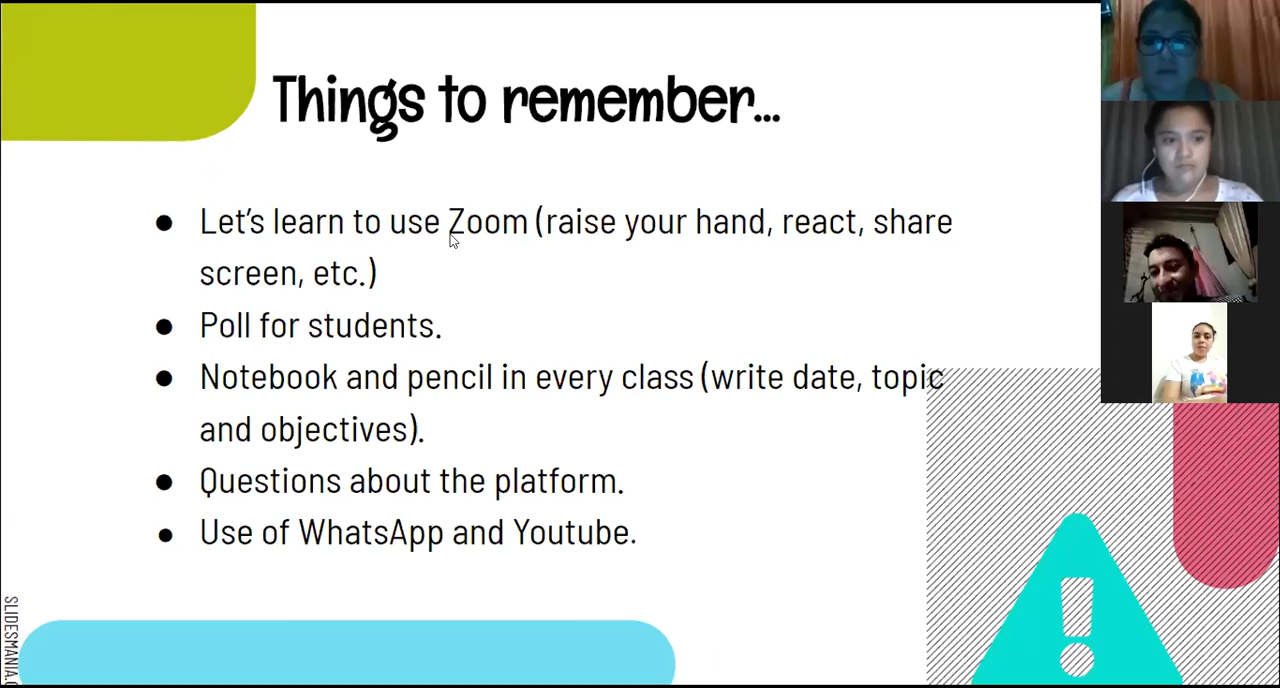 Things to remember...
● Let's learn to use Zoom (raise your hand, react, share
screen, etc.)
● Poll for students.
● Notebook and pencil in every class (write date, topic
and objectives).
● Questions about the platform.
● Use of WhatsApp and Youtube.
SLIDESMANIA.C